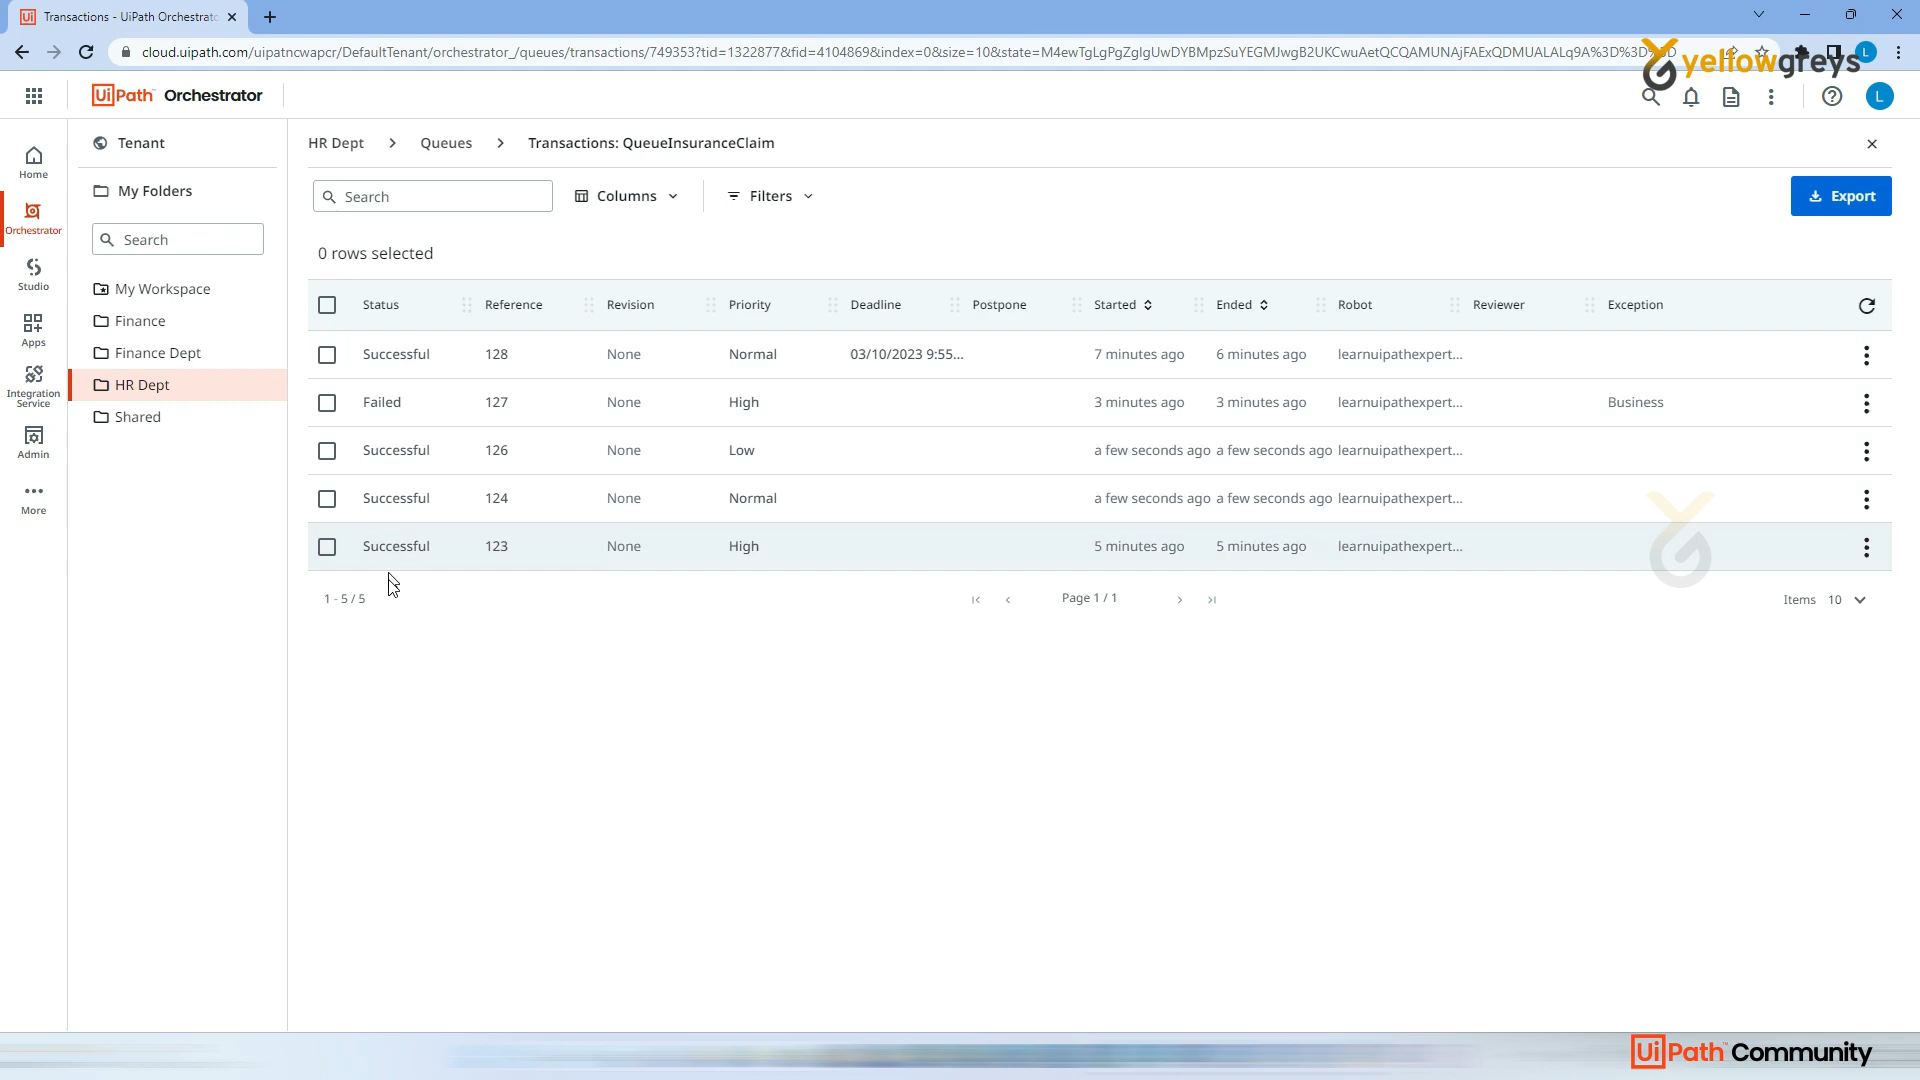 Transactions - UiPath Orchestrato
cloud.uipath.com/uipatncwapcr/DefaultTenant/orchestrator_/queues/transactions/749353?tid=1322877&fid=4104869&index=0&size=10&state=M4ewTgLgPgZglgUwDYBMpzSuYEGMJwgB2UKCwuAetQCQAMUNAjFAExQDMUALALq9A%3D%3D%3D
L
yellowgreys
UiPath Orchestrator
L
Home
Orchestrator
Studio
Apps
Integration
Service
Admin
More
Tenant
My Folders
Search
My Workspace
Finance
Finance Dept
HR Dept
Shared
HR Dept > Queues > Transactions: QueueInsuranceClaim
Search Columns Filters Export
0 rows selected
Status Reference Revision Priority Deadline Postpone Started Ended Robot Reviewer Exception
Successful 128 None Normal 03/10/2023 9:55... 7 minutes ago 6 minutes ago learnuipathexpert...
Failed 127 None High 3 minutes ago 3 minutes ago learnuipathexpert... Business
Successful 126 None Low a few seconds ago a few seconds ago learnuipathexpert...
Successful 124 None Normal a few seconds ago a few seconds ago learnuipathexpert...
Successful 123 None High 5 minutes ago 5 minutes ago learnuipathexpert...
1 - 5 / 5 Page 1 / 1 Items 10
UiPath™ Community